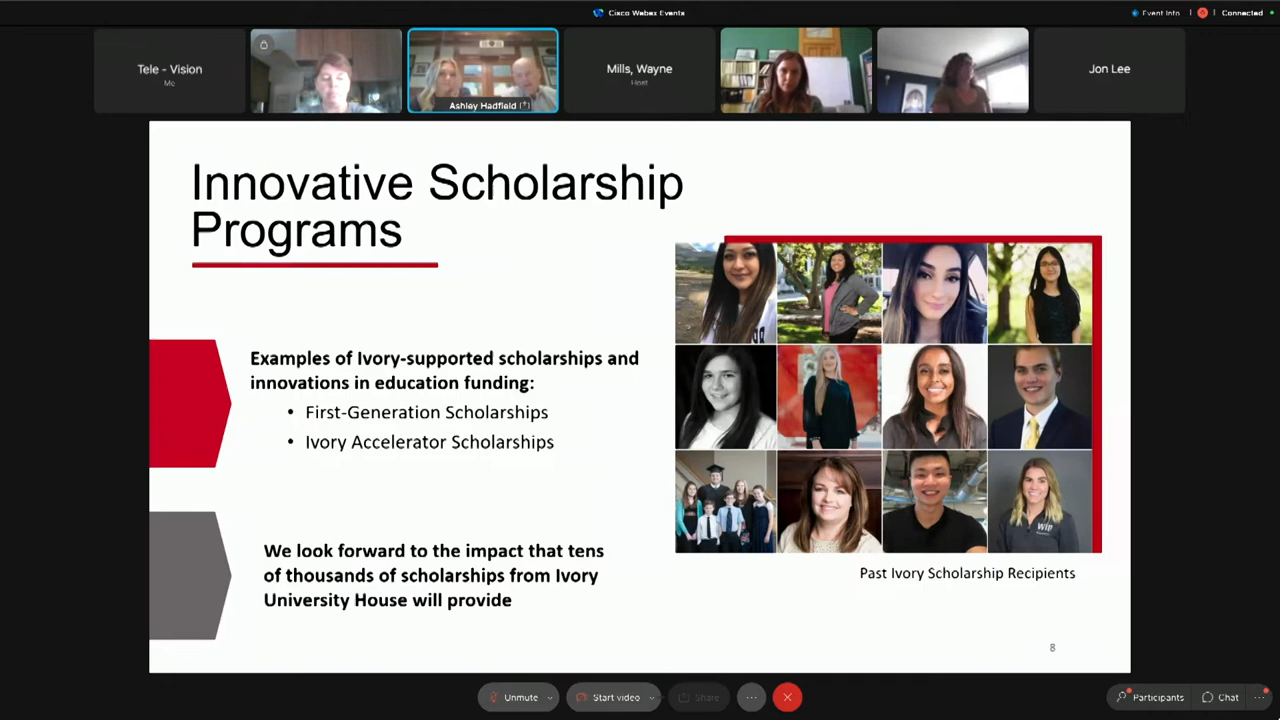 Cisco Webex Events
Event Info
Connected
Tele - Vision
Me
Ashley Hadfield
Mills, Wayne
Host
Jon Lee
Innovative Scholarship
Programs
Examples of Ivory-supported scholarships and
innovations in education funding:
• First-Generation Scholarships
• Ivory Accelerator Scholarships
We look forward to the impact that tens
of thousands of scholarships from Ivory
University House will provide
Past Ivory Scholarship Recipients
8
Unmute
Start video
Share
Participants
Chat